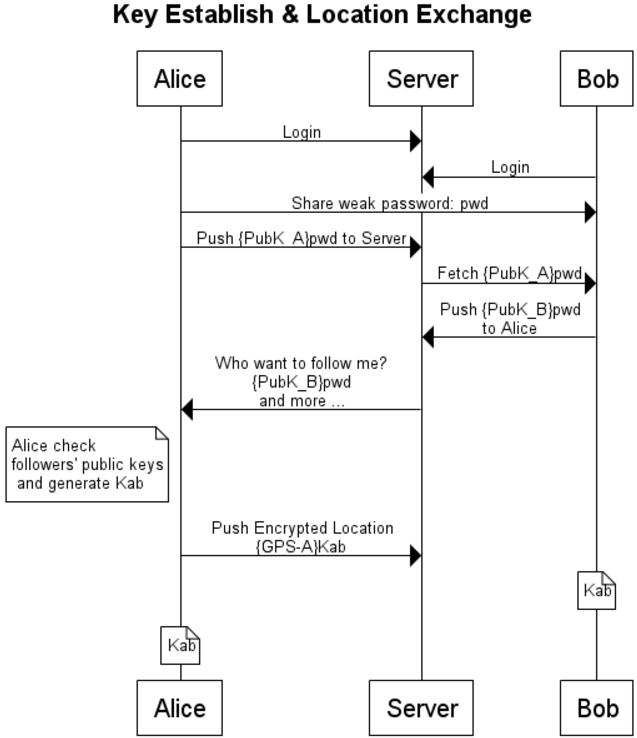 Key Establish & Location Exchange
Alice
Server
Bob
Login
Login
Share weak password: pwd
Push {PubK_A}pwd to Server
Fetch {PubK_A}pwd
Push {PubK_B}pwd
to Alice
Who want to follow me?
{PubK_B}pwd
and more ...
Alice check
followers' public keys
and generate Kab
Push Encrypted Location
{GPS-A}Kab
Kab
Kab
Alice
Server
Bob